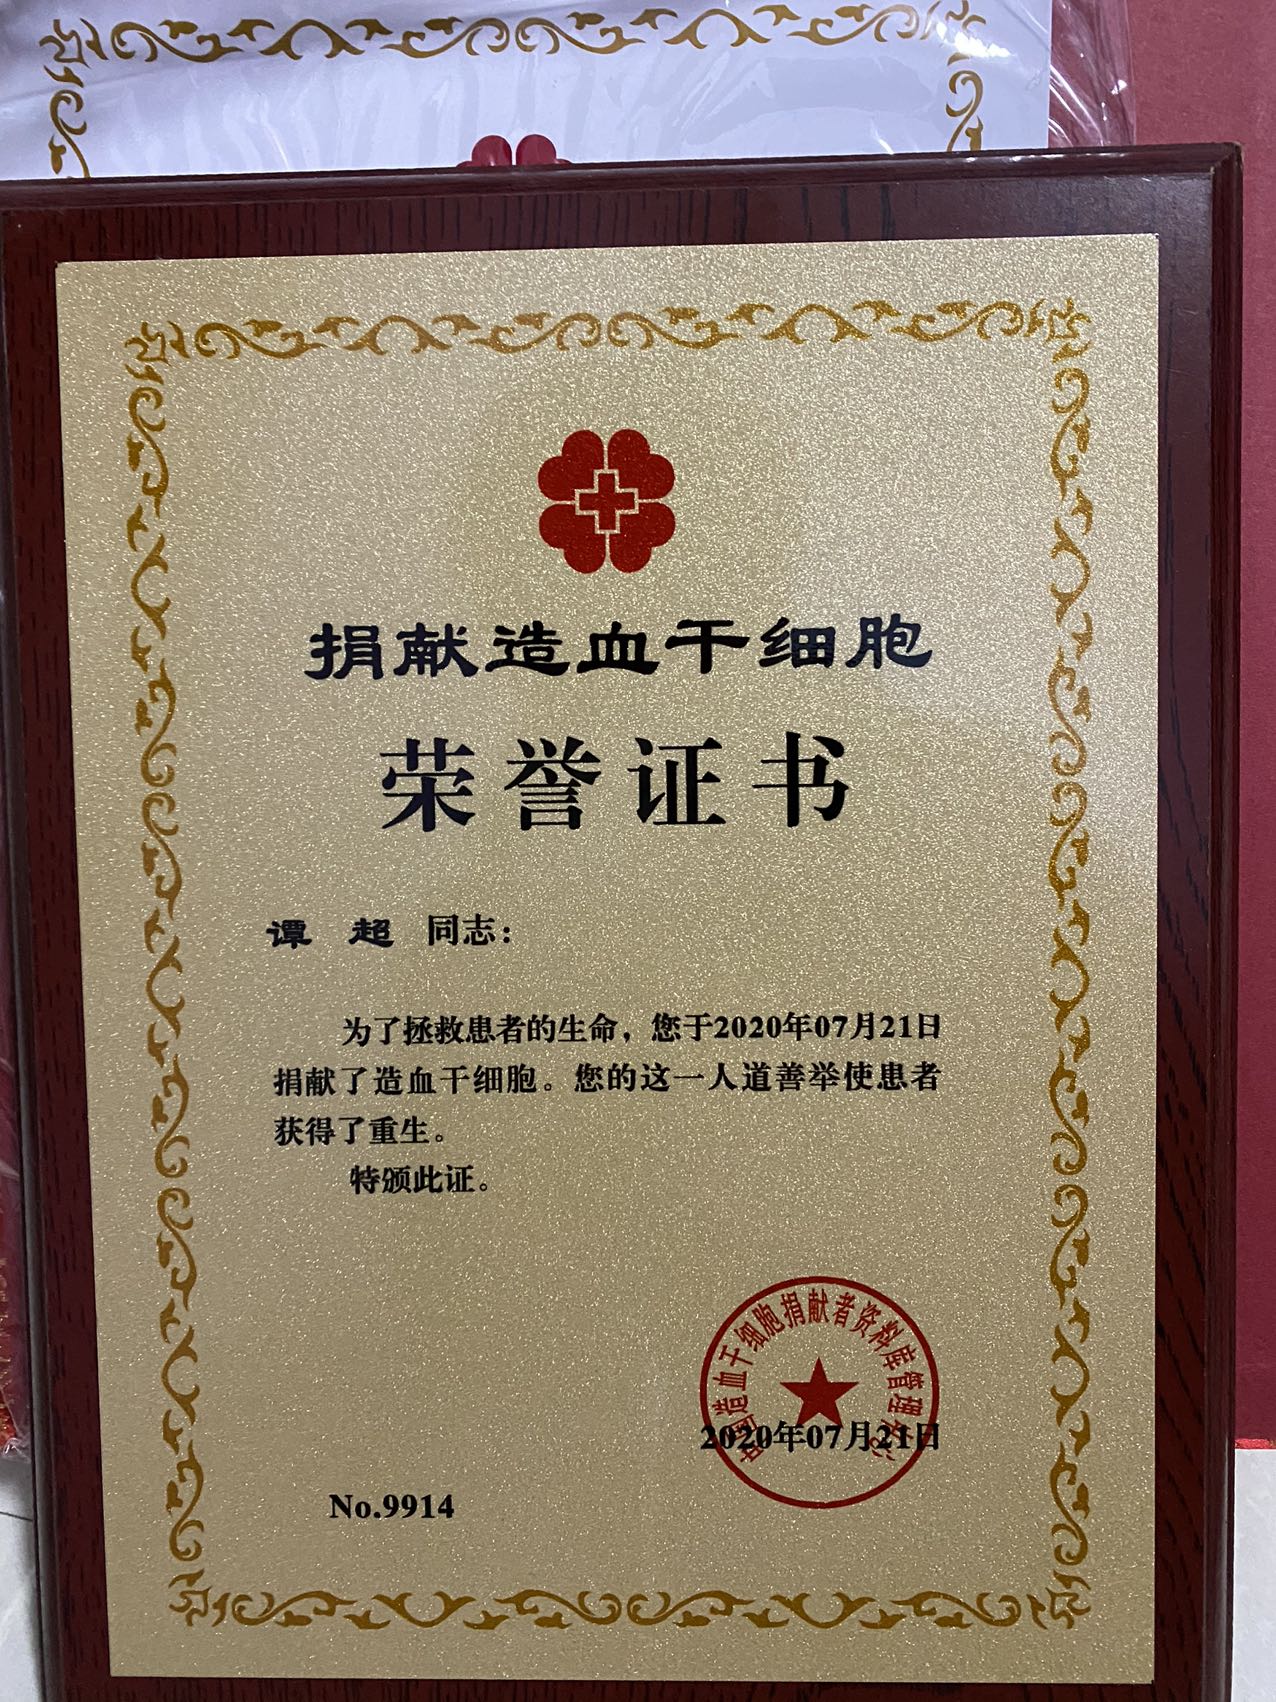 捐献造血干细胞
荣誉证书
谭 超 同志：
为了拯救患者的生命，您于2020年07月21日
捐献了造血干细胞。您的这一人道善举使患者
获得了重生。
特颁此证。
中国造血干细胞捐献者资料库管理中心
2020年07月21日
No.9914